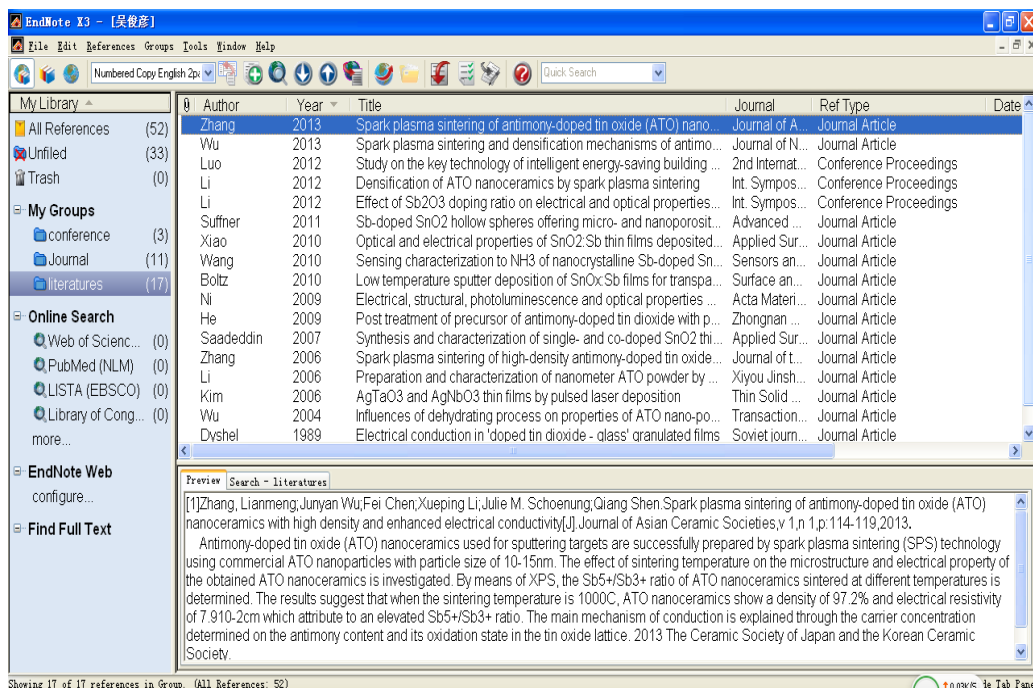 EndNote X3 - [吴俊彦]
File Edit References Groups Tools Window Help
Numbered Copy English 2pa
Quick Search
My Library
All References (52)
Unfiled (33)
Trash (0)
My Groups
conference (3)
Journal (11)
literatures (17)
Online Search
Web of Scienc... (0)
PubMed (NLM) (0)
LISTA (EBSCO) (0)
Library of Cong... (0)
more...
EndNote Web
configure...
Find Full Text
Author Year Title Journal Ref Type Date
Zhang 2013 Spark plasma sintering of antimony-doped tin oxide (ATO) nano... Journal of A... Journal Article
Wu 2013 Spark plasma sintering and densification mechanisms of antimo... Journal of N... Journal Article
Luo 2012 Study on the key technology of intelligent energy-saving building ... 2nd Internat... Conference Proceedings
Li 2012 Densification of ATO nanoceramics by spark plasma sintering Int. Sympos... Conference Proceedings
Li 2012 Effect of Sb2O3 doping ratio on electrical and optical properties... Int. Sympos... Conference Proceedings
Suffner 2011 Sb-doped SnO2 hollow spheres offering micro- and nanoporosit... Advanced ... Journal Article
Xiao 2010 Optical and electrical properties of SnO2:Sb thin films deposited... Applied Sur... Journal Article
Wang 2010 Sensing characterization to NH3 of nanocrystalline Sb-doped Sn... Sensors an... Journal Article
Boltz 2010 Low temperature sputter deposition of SnOx:Sb films for transpa... Surface an... Journal Article
Ni 2009 Electrical, structural, photoluminescence and optical properties ... Acta Materi... Journal Article
He 2009 Post treatment of precursor of antimony-doped tin dioxide with p... Zhongnan ... Journal Article
Saadeddin 2007 Synthesis and characterization of single- and co-doped SnO2 thi... Applied Sur... Journal Article
Zhang 2006 Spark plasma sintering of high-density antimony-doped tin oxide... Journal of t... Journal Article
Li 2006 Preparation and characterization of nanometer ATO powder by ... Xiyou Jinsh... Journal Article
Kim 2006 AgTaO3 and AgNbO3 thin films by pulsed laser deposition Thin Solid ... Journal Article
Wu 2004 Influences of dehydrating process on properties of ATO nano-po... Transaction... Journal Article
Dyshel 1989 Electrical conduction in 'doped tin dioxide - glass' granulated films Soviet journ... Journal Article
Preview Search - literatures
[1]Zhang, Lianmeng;Junyan Wu;Fei Chen;Xueping Li;Julie M. Schoenung;Qiang Shen.Spark plasma sintering of antimony-doped tin oxide (ATO)
nanoceramics with high density and enhanced electrical conductivity[J].Journal of Asian Ceramic Societies,v 1,n 1,p:114-119,2013.
Antimony-doped tin oxide (ATO) nanoceramics used for sputtering targets are successfully prepared by spark plasma sintering (SPS) technology
using commercial ATO nanoparticles with particle size of 10-15nm. The effect of sintering temperature on the microstructure and electrical property of
the obtained ATO nanoceramics is investigated. By means of XPS, the Sb5+/Sb3+ ratio of ATO nanoceramics sintered at different temperatures is
determined. The results suggest that when the sintering temperature is 1000C, ATO nanoceramics show a density of 97.2% and electrical resistivity
of 7.910-2cm which attribute to an elevated Sb5+/Sb3+ ratio. The main mechanism of conduction is explained through the carrier concentration
determined on the antimony content and its oxidation state in the tin oxide lattice. 2013 The Ceramic Society of Japan and the Korean Ceramic
Society.
Showing 17 of 17 references in Group. (All References: 52)
0.03K/S de Tab Pane